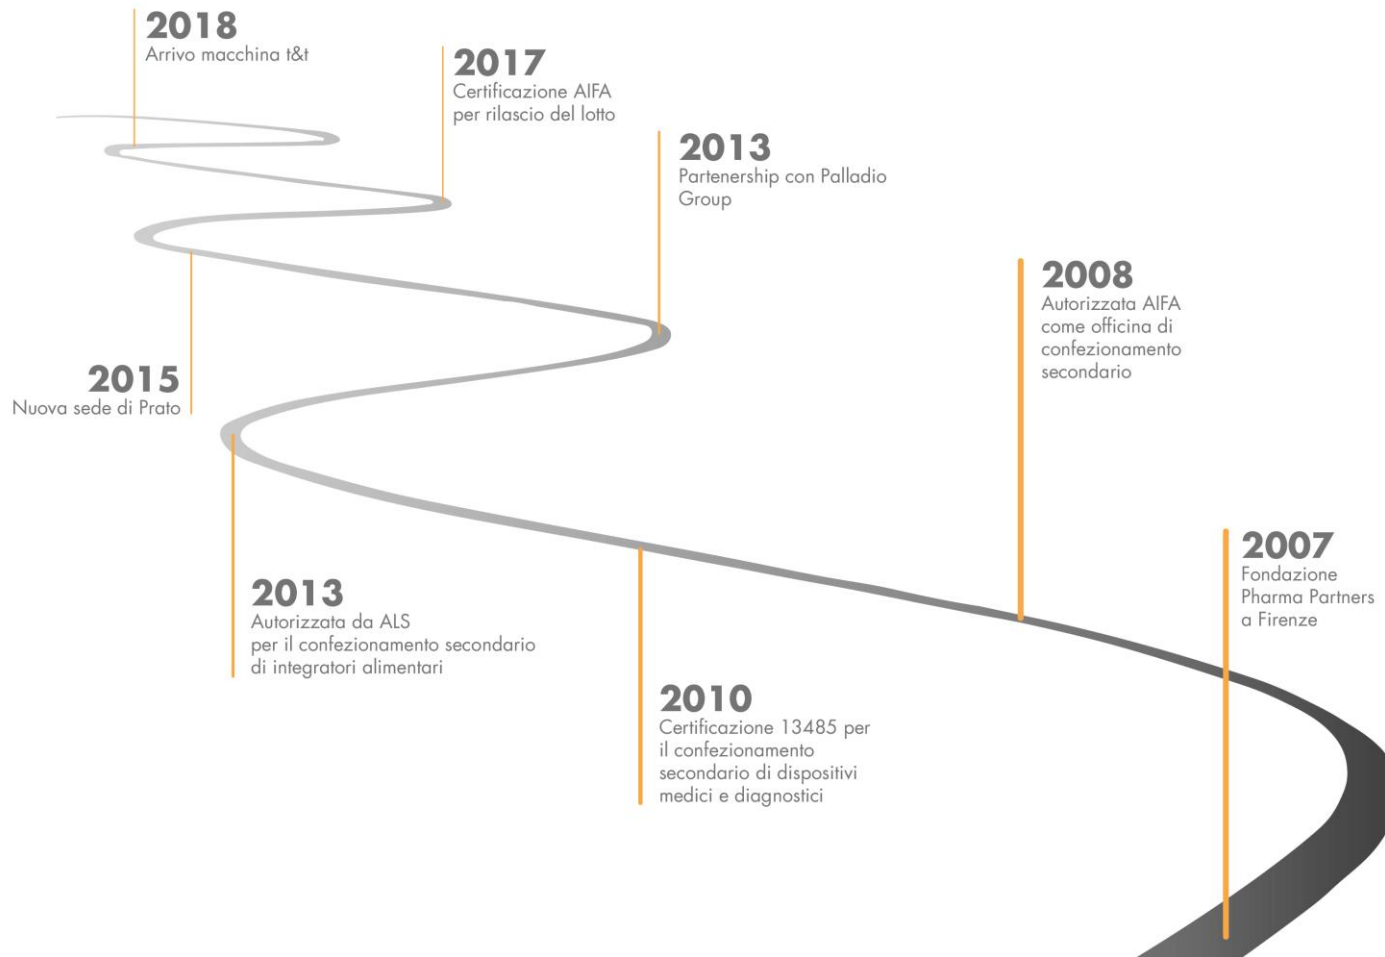 2018
Arrivo macchina t&t
2017
Certificazione AIFA
per rilascio del lotto
2013
Partenership con Palladio
Group
2008
Autorizzata AIFA
come officina di
confezionamento
secondario
2015
Nuova sede di Prato
2007
Fondazione
Pharma Partners
a Firenze
2013
Autorizzata da ALS
per il confezionamento secondario
di integratori alimentari
2010
Certificazione 13485 per
il confezionamento
secondario di dispositivi
medici e diagnostici